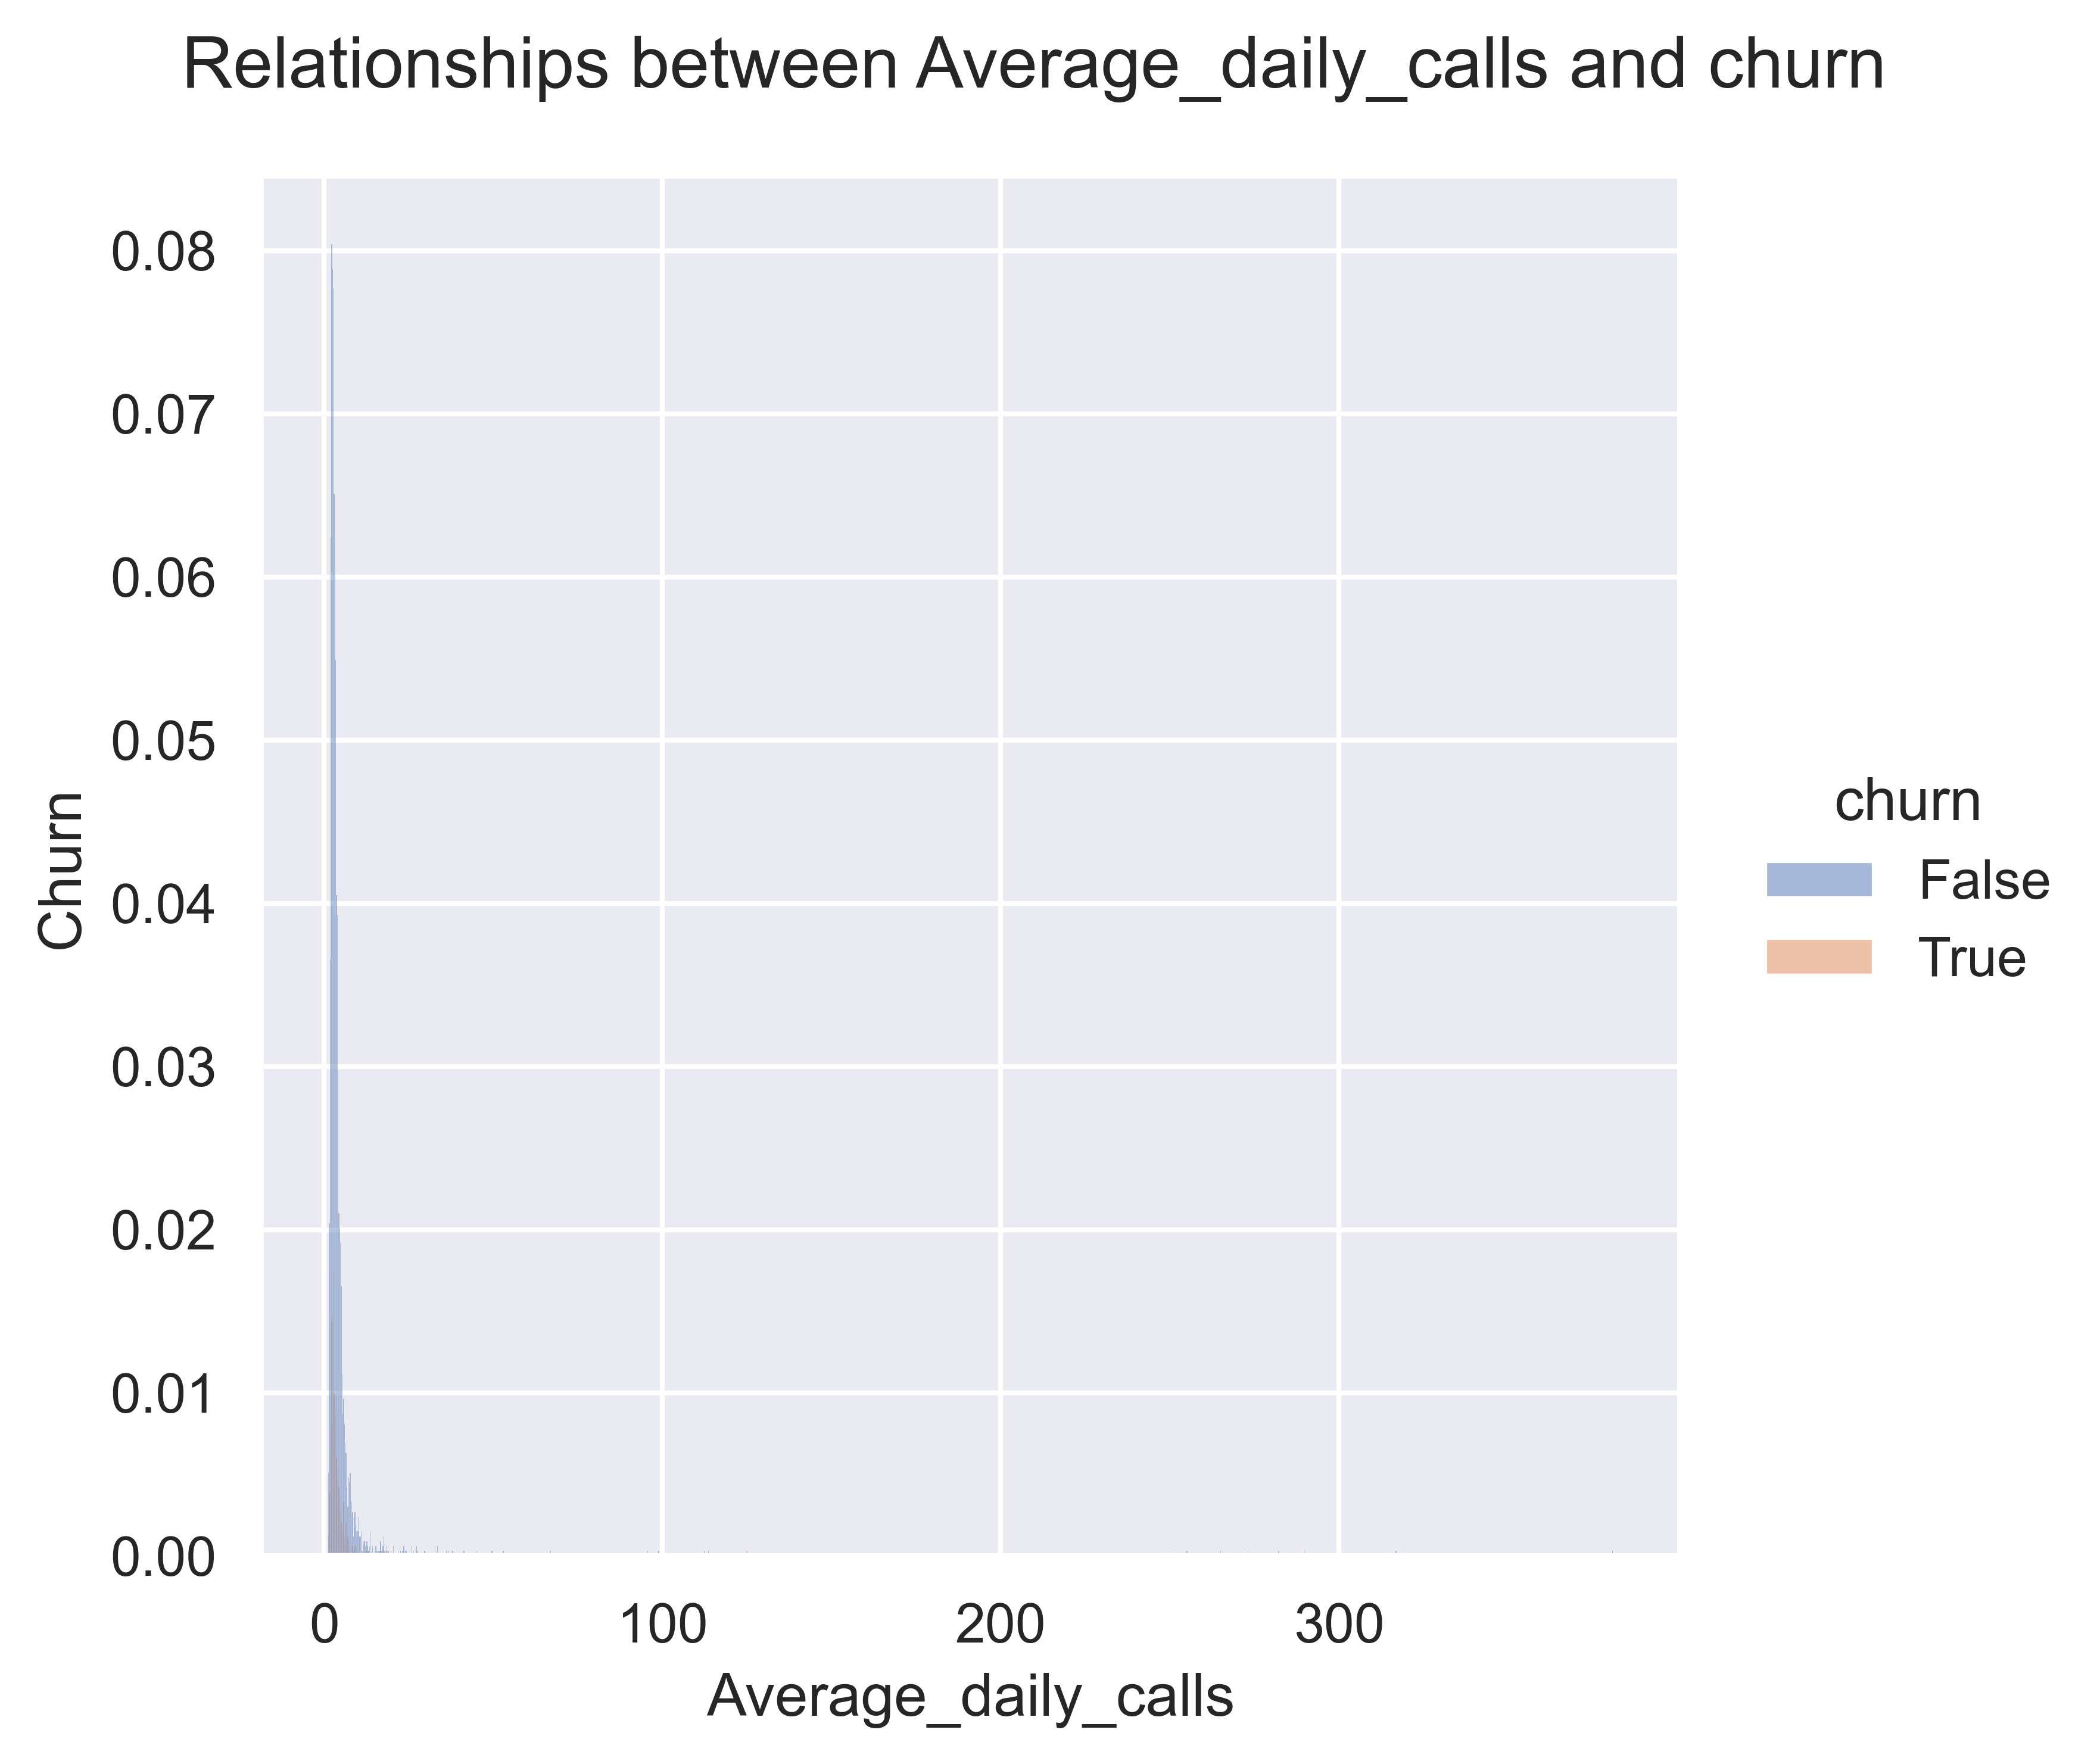 Relationships between Average_daily_calls and churn
0.08
0.07
0.06
0.05
0.04
0.03
0.02
0.01
0.00
Churn
0
100
200
300
Average_daily_calls
churn
False
True